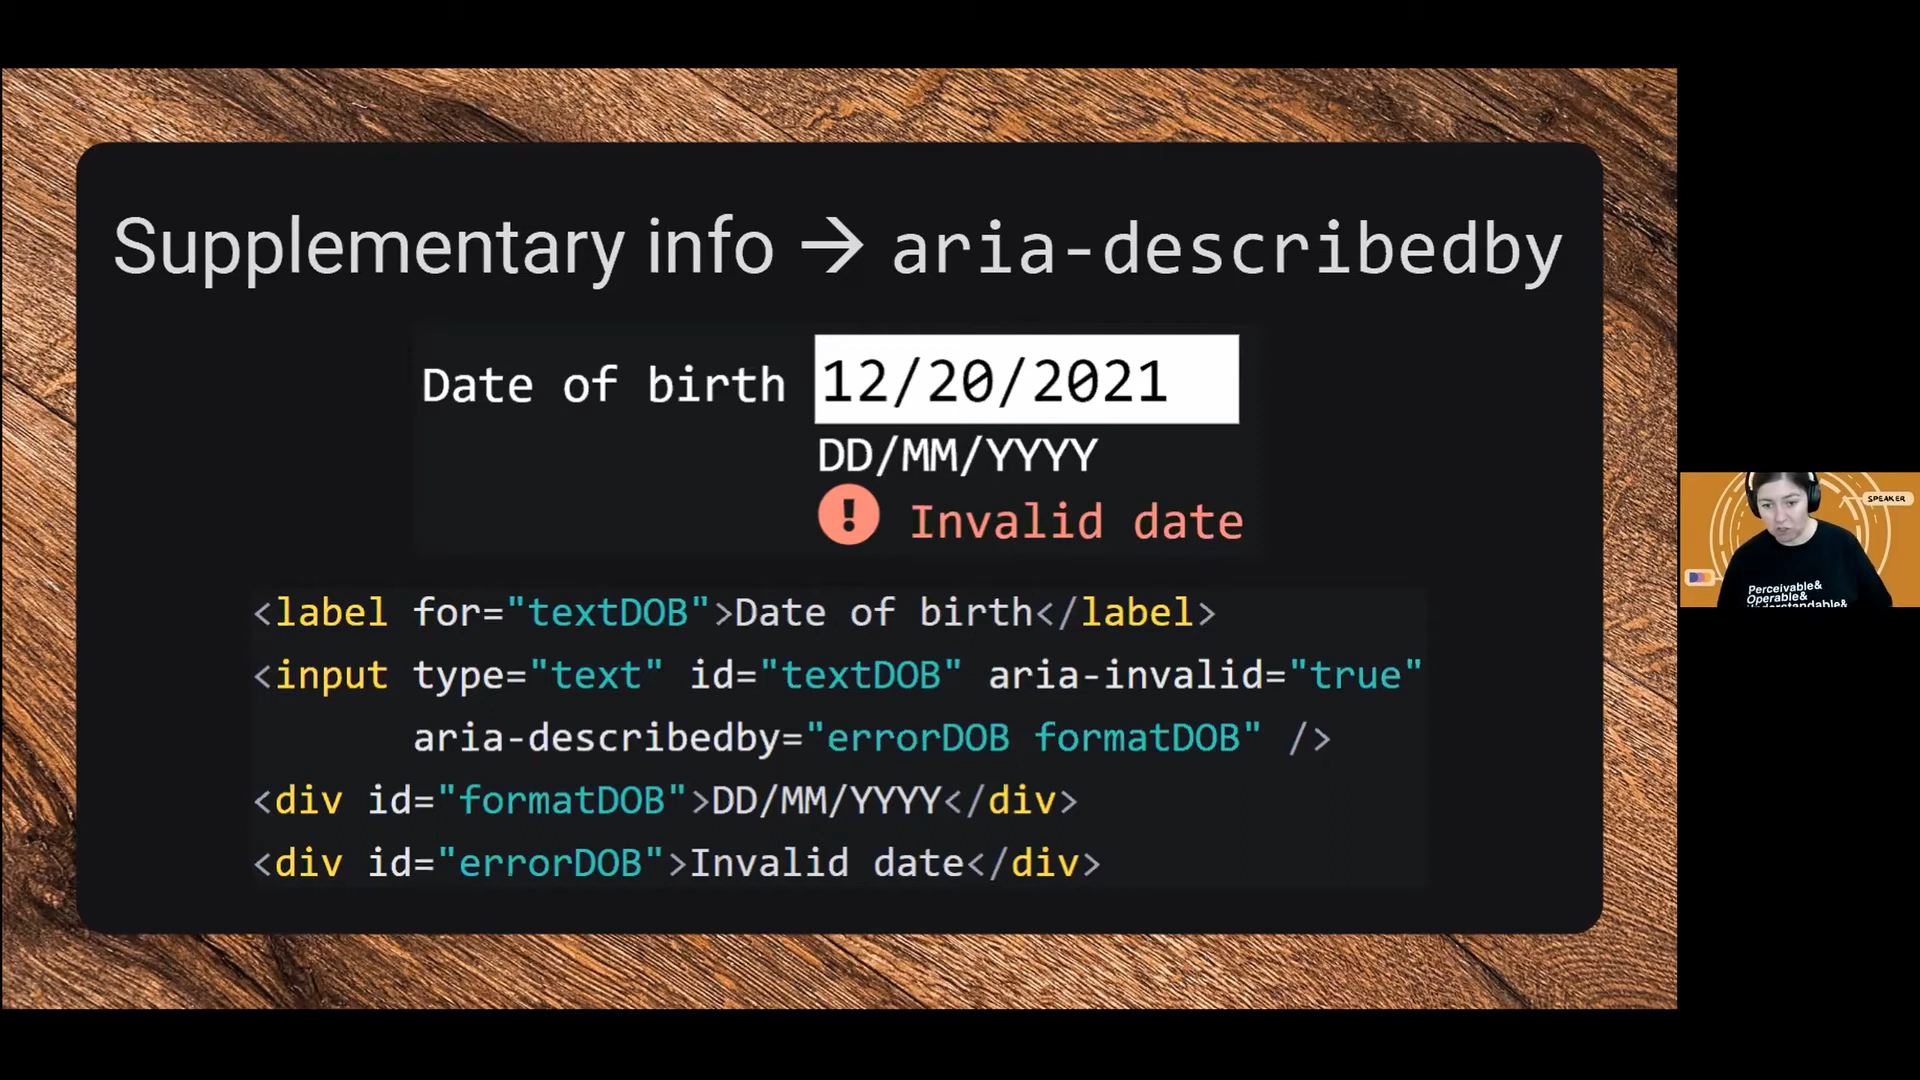 Supplementary info → aria-describedby
Date of birth 12/20/2021
DD/MM/YYYY
! Invalid date
<label for="textDOB">Date of birth</label>
<input type="text" id="textDOB" aria-invalid="true"
aria-describedby="errorDOB formatDOB" />
<div id="formatDOB">DD/MM/YYYY</div>
<div id="errorDOB">Invalid date</div>
SPEAKER
Perceivable&
Operable&
Understandable&